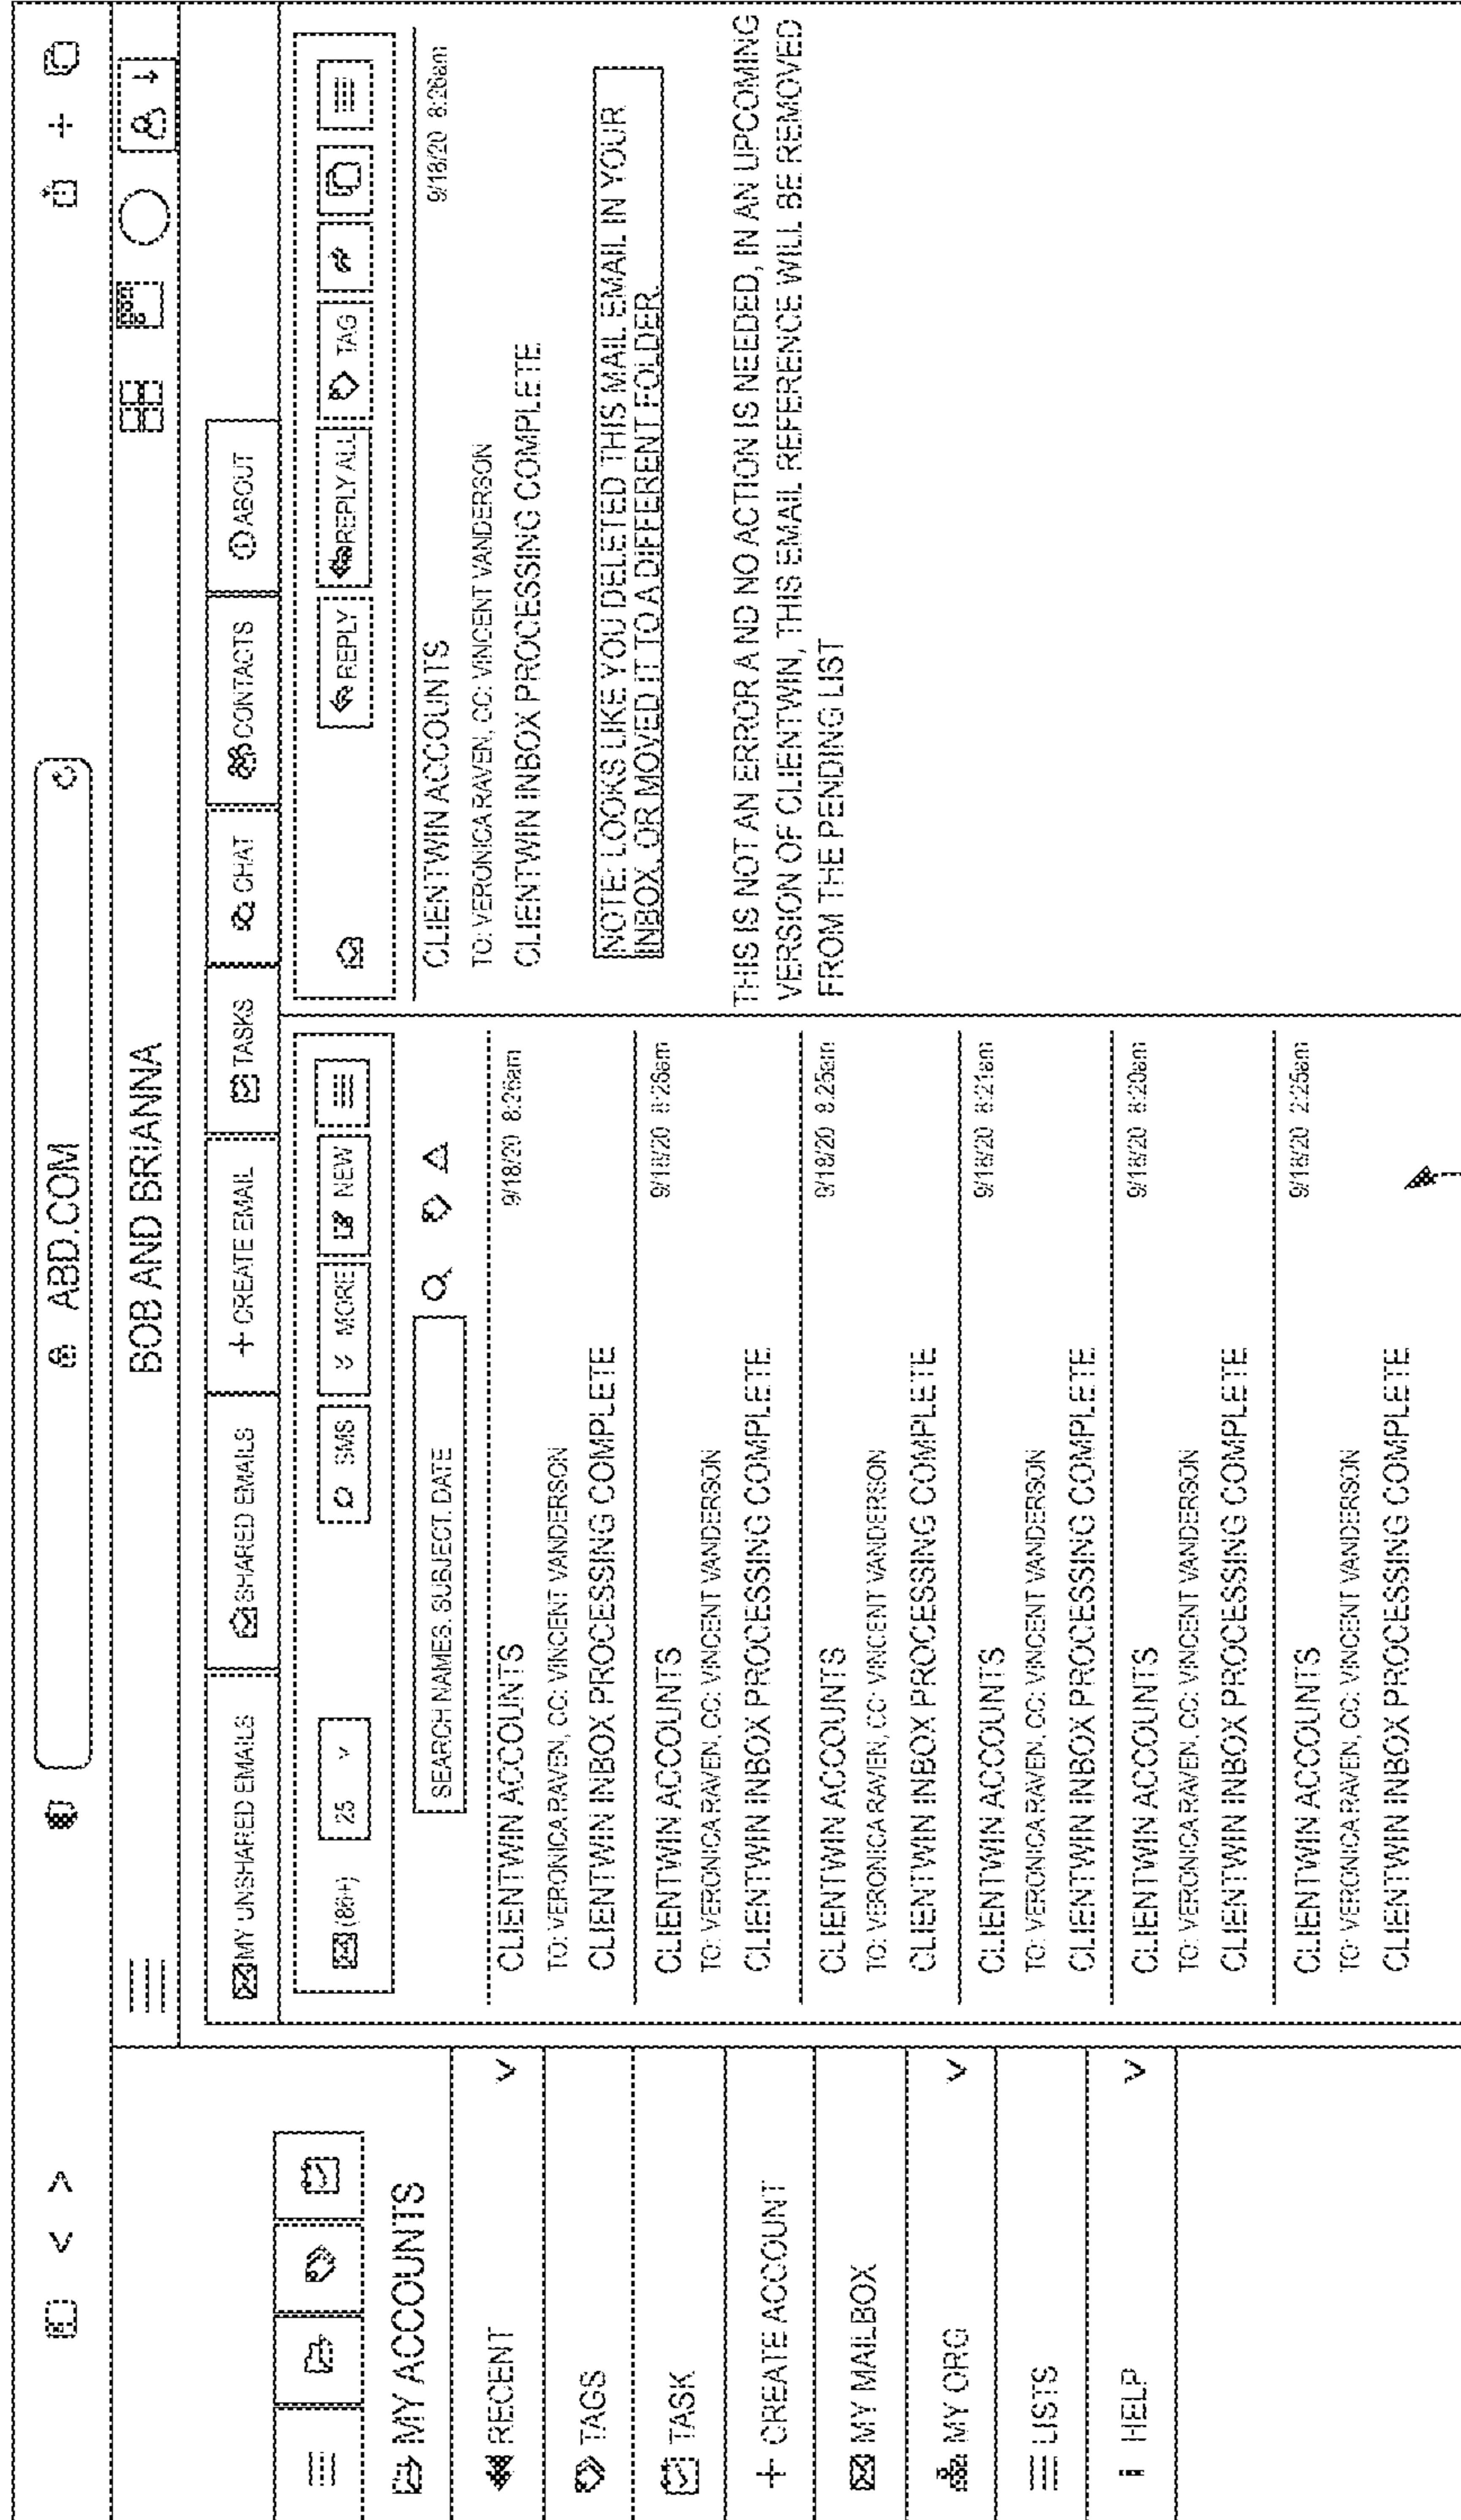 ABD.COM
BOB AND BRIANNA
MY ACCOUNTS
RECENT
TAGS
TASK
CREATE ACCOUNT
MY MAILBOX
MY ORG
LISTS
HELP
MY UNSHARED EMAILS
SHARED EMAILS
+ CREATE EMAIL
TASKS
CHAT
CONTACTS
ABOUT
(86+)
25
SMS
MORE
NEW
SEARCH NAMES, SUBJECT, DATE
CLIENTWIN ACCOUNTS 9/18/20 8:26am
TO: VERONICA RAVEN, CC: VINCENT VANDERSON
CLIENTWIN INBOX PROCESSING COMPLETE
CLIENTWIN ACCOUNTS 9/18/20 8:26am
TO: VERONICA RAVEN, CC: VINCENT VANDERSON
CLIENTWIN INBOX PROCESSING COMPLETE
CLIENTWIN ACCOUNTS 9/18/20 8:25am
TO: VERONICA RAVEN, CC: VINCENT VANDERSON
CLIENTWIN INBOX PROCESSING COMPLETE
CLIENTWIN ACCOUNTS 9/18/20 8:21am
TO: VERONICA RAVEN, CC: VINCENT VANDERSON
CLIENTWIN INBOX PROCESSING COMPLETE
CLIENTWIN ACCOUNTS 9/18/20 8:20am
TO: VERONICA RAVEN, CC: VINCENT VANDERSON
CLIENTWIN INBOX PROCESSING COMPLETE
CLIENTWIN ACCOUNTS 9/18/20 2:25am
TO: VERONICA RAVEN, CC: VINCENT VANDERSON
CLIENTWIN INBOX PROCESSING COMPLETE
REPLY
REPLY ALL
TAG
CLIENTWIN ACCOUNTS 9/18/20 8:26am
TO: VERONICA RAVEN, CC: VINCENT VANDERSON
CLIENTWIN INBOX PROCESSING COMPLETE
NOTE: LOOKS LIKE YOU DELETED THIS MAIL EMAIL IN YOUR
INBOX, OR MOVED IT TO A DIFFERENT FOLDER.
THIS IS NOT AN ERROR AND NO ACTION IS NEEDED, IN AN UPCOMING
VERSION OF CLIENTWIN, THIS EMAIL REFERENCE WILL BE REMOVED
FROM THE PENDING LIST